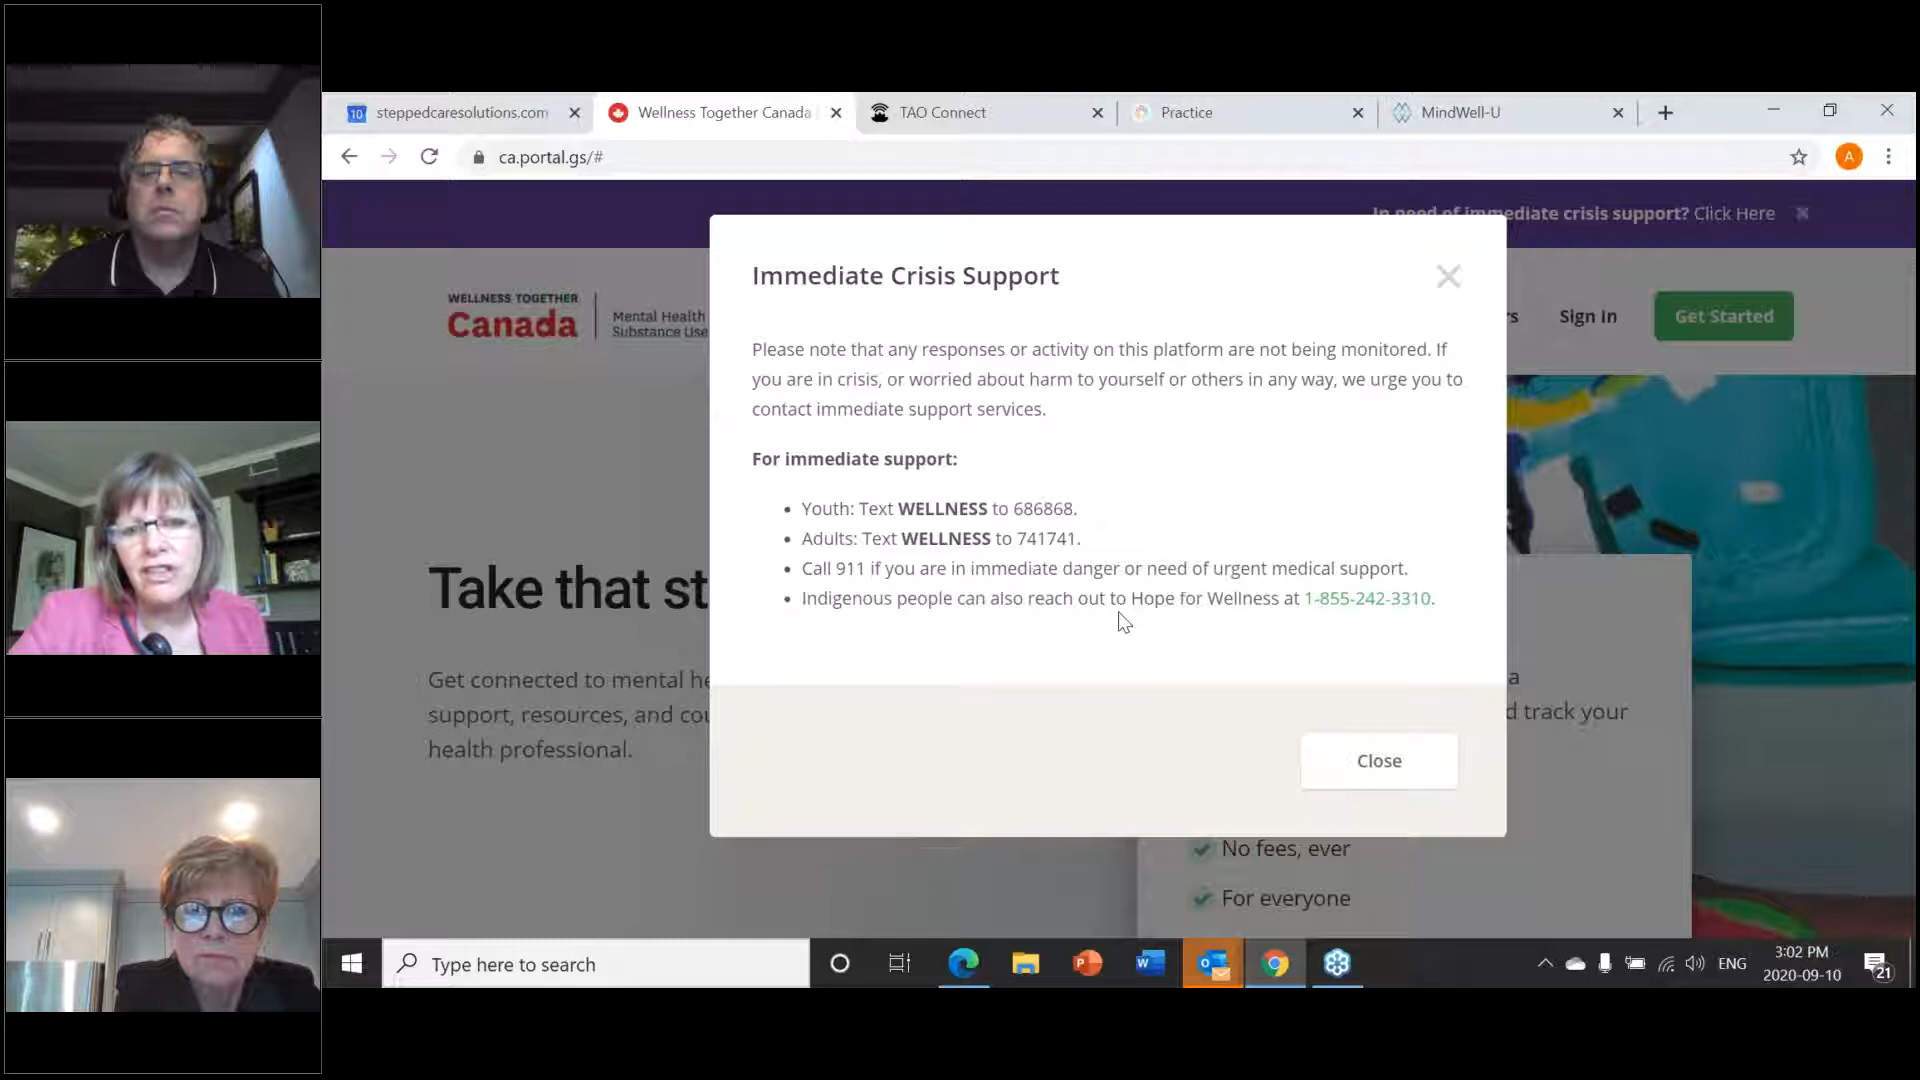 steppedcaresolutions.com
Wellness Together Canada
TAO Connect
Practice
MindWell-U
ca.portal.gs/#
A
In need of immediate crisis support? Click Here
WELLNESS TOGETHER
Canada
Mental Health
Substance Use
Sign In
Get Started
Immediate Crisis Support
Please note that any responses or activity on this platform are not being monitored. If
you are in crisis, or worried about harm to yourself or others in any way, we urge you to
contact immediate support services.
For immediate support:
Youth: Text WELLNESS to 686868.
Adults: Text WELLNESS to 741741.
Call 911 if you are in immediate danger or need of urgent medical support.
Indigenous people can also reach out to Hope for Wellness at 1-855-242-3310.
Take that st
Get connected to mental he
support, resources, and cou
health professional.
a
d track your
Close
No fees, ever
For everyone
Type here to search
ENG
3:02 PM
2020-09-10
21